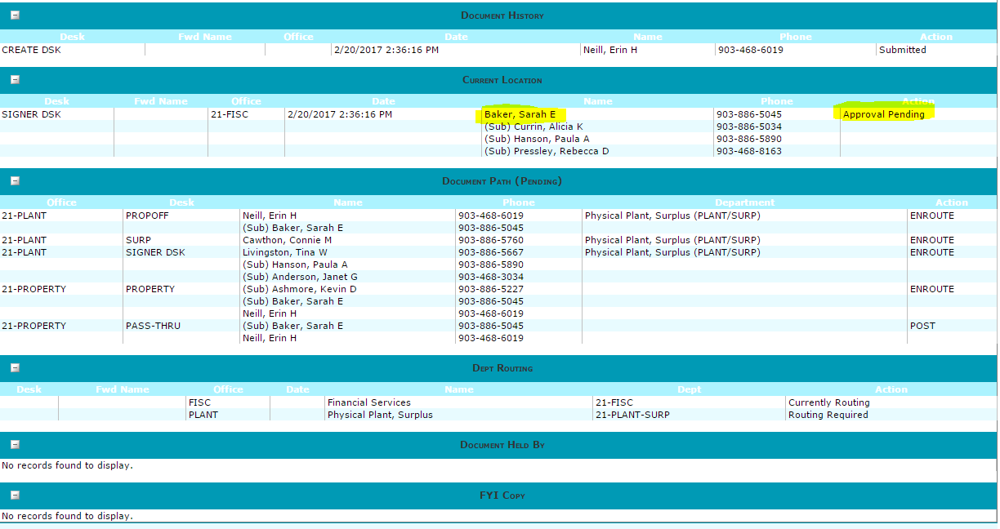 Document History
Desk Fwd Name Office Date Name Phone Action
CREATE DSK 2/20/2017 2:36:16 PM Neill, Erin H 903-468-6019 Submitted
Current Location
Desk Fwd Name Office Date Name Phone Action
SIGNER DSK 21-FISC 2/20/2017 2:36:16 PM Baker, Sarah E 903-886-5045 Approval Pending
(Sub) Currin, Alicia K 903-886-5034
(Sub) Hanson, Paula A 903-886-5890
(Sub) Pressley, Rebecca D 903-468-8163
Document Path (Pending)
Office Desk Name Phone Department Action
21-PLANT PROPOFF Neill, Erin H 903-468-6019 Physical Plant, Surplus (PLANT/SURP) ENROUTE
(Sub) Baker, Sarah E 903-886-5045
21-PLANT SURP Cawthon, Connie M 903-886-5760 Physical Plant, Surplus (PLANT/SURP) ENROUTE
21-PLANT SIGNER DSK Livingston, Tina W 903-886-5667 Physical Plant, Surplus (PLANT/SURP) ENROUTE
(Sub) Hanson, Paula A 903-886-5890
(Sub) Anderson, Janet G 903-468-3034
21-PROPERTY PROPERTY (Sub) Ashmore, Kevin D 903-886-5227 ENROUTE
(Sub) Baker, Sarah E 903-886-5045
Neill, Erin H 903-468-6019
21-PROPERTY PASS-THRU (Sub) Baker, Sarah E 903-886-5045 POST
Neill, Erin H 903-468-6019
Dept Routing
Desk Fwd Name Office Date Name Dept Action
FISC Financial Services 21-FISC Currently Routing
PLANT Physical Plant, Surplus 21-PLANT-SURP Routing Required
Document Held By
No records found to display.
FYI Copy
No records found to display.